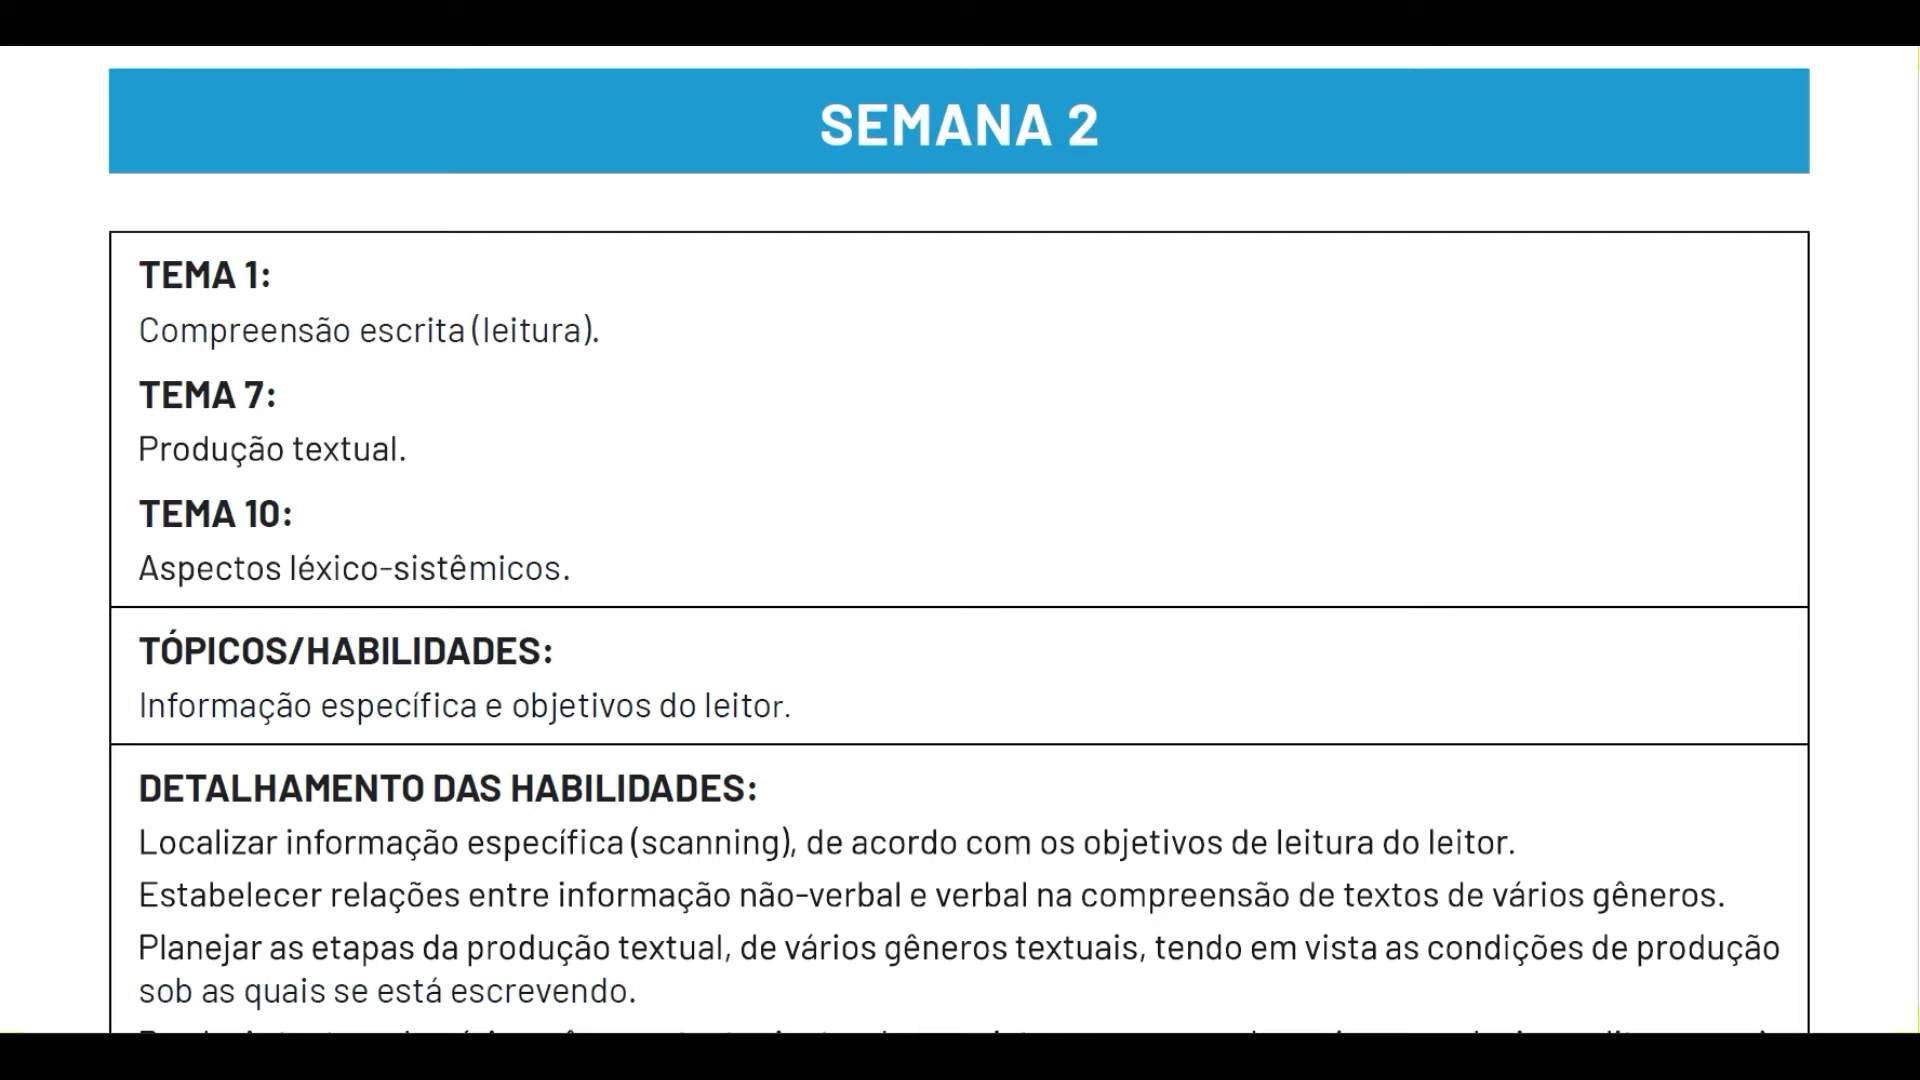 SEMANA 2
TEMA 1:
Compreensão escrita (leitura).
TEMA 7:
Produção textual.
TEMA 10:
Aspectos léxico-sistêmicos.
TÓPICOS/HABILIDADES:
Informação específica e objetivos do leitor.
DETALHAMENTO DAS HABILIDADES:
Localizar informação específica (scanning), de acordo com os objetivos de leitura do leitor.
Estabelecer relações entre informação não-verbal e verbal na compreensão de textos de vários gêneros.
Planejar as etapas da produção textual, de vários gêneros textuais, tendo em vista as condições de produção
sob as quais se está escrevendo.